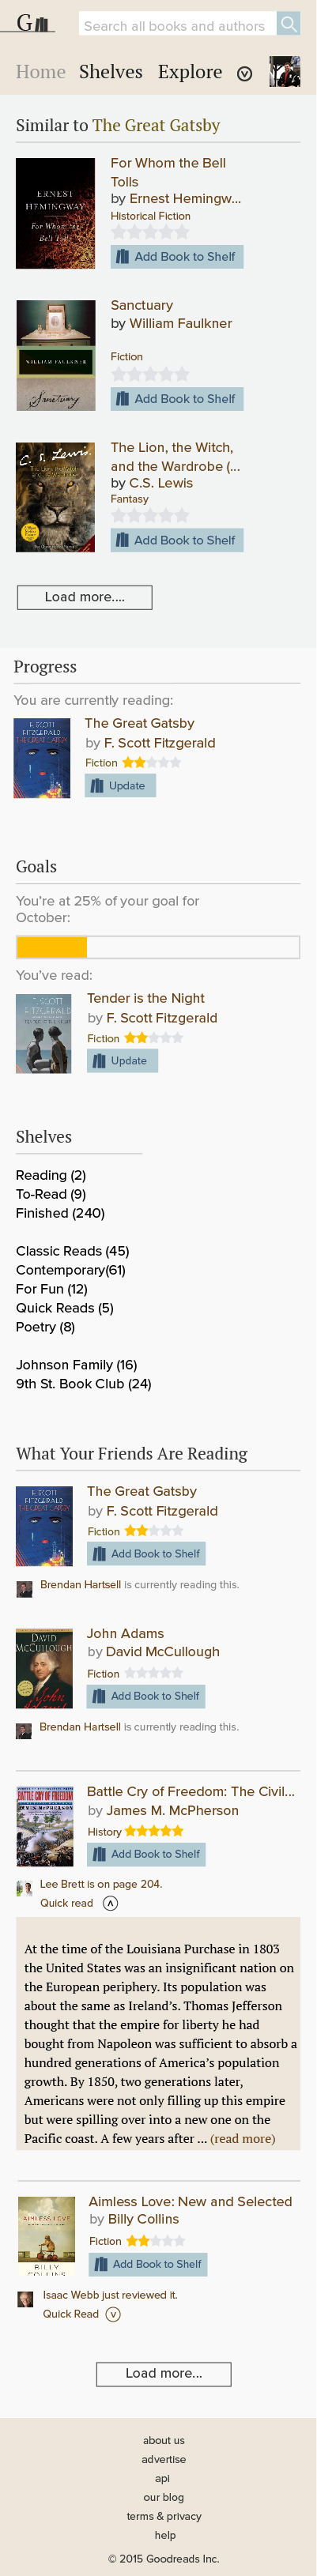 G
Search all books and authors
Home Shelves Explore v
Similar to The Great Gatsby
ERNEST
HEMINGWAY
For Whom the
Bell Tolls
For Whom the Bell
Tolls
by Ernest Hemingw...
Historical Fiction
Add Book to Shelf
WILLIAM FAULKNER
Sanctuary
Sanctuary
by William Faulkner
Fiction
Add Book to Shelf
C. S. Lewis
The Lion, the Witch,
and the Wardrobe (...
by C.S. Lewis
Fantasy
Add Book to Shelf
Load more....
Progress
You are currently reading:
F. SCOTT
FITZGERALD
THE GREAT GATSBY
The Great Gatsby
by F. Scott Fitzgerald
Fiction
Update
Goals
You're at 25% of your goal for
October:
You've read:
F. SCOTT
FITZGERALD
Tender is the Night
by F. Scott Fitzgerald
Fiction
Update
Shelves
Reading (2)
To-Read (9)
Finished (240)
Classic Reads (45)
Contemporary(61)
For Fun (12)
Quick Reads (5)
Poetry (8)
Johnson Family (16)
9th St. Book Club (24)
What Your Friends Are Reading
F. SCOTT
FITZGERALD
THE GREAT GATSBY
The Great Gatsby
by F. Scott Fitzgerald
Fiction
Add Book to Shelf
Brendan Hartsell is currently reading this.
DAVID
McCULLOUGH
John
Adams
John Adams
by David McCullough
Fiction
Add Book to Shelf
Brendan Hartsell is currently reading this.
BATTLE CRY OF FREEDOM
JAMES M. McPHERSON
Battle Cry of Freedom: The Civil...
by James M. McPherson
History
Add Book to Shelf
Lee Brett is on page 204.
Quick read
At the time of the Louisiana Purchase in 1803
the United States was an insignificant nation on
the European periphery. Its population was
about the same as Ireland's. Thomas Jefferson
thought that the empire for liberty he had
bought from Napoleon was sufficient to absorb a
hundred generations of America's population
growth. By 1850, two generations later,
Americans were not only filling up this empire
but were spilling over into a new one on the
Pacific coast. A few years after ... (read more)
AIMLESS LOVE
BILLY
COLLINS
Aimless Love: New and Selected
by Billy Collins
Fiction
Add Book to Shelf
Isaac Webb just reviewed it.
Quick Read v
Load more...
about us
advertise
api
our blog
terms & privacy
help
© 2015 Goodreads Inc.